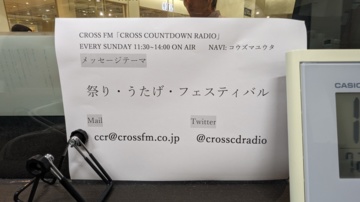 CROSS FM「CROSS COUNTDOWN RADIO」
EVERY SUNDAY 11:30~14:00 ON AIR NAVI: コウズマユウタ
メッセージテーマ
祭り・うたげ・フェスティバル
Mail Twitter
ccr@crossfm.co.jp @crosscdradio
CASIO